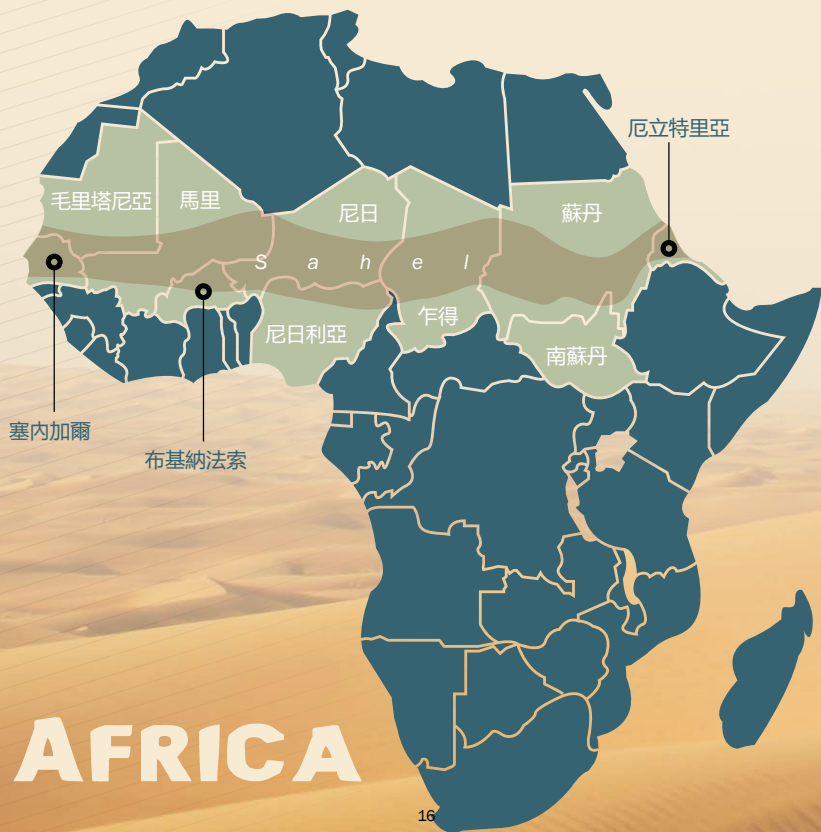 厄立特里亞
毛里塔尼亞
馬里
尼日
蘇丹
Sahel
乍得
尼日利亞
南蘇丹
塞內加爾
布基納法索
AFRICA
16